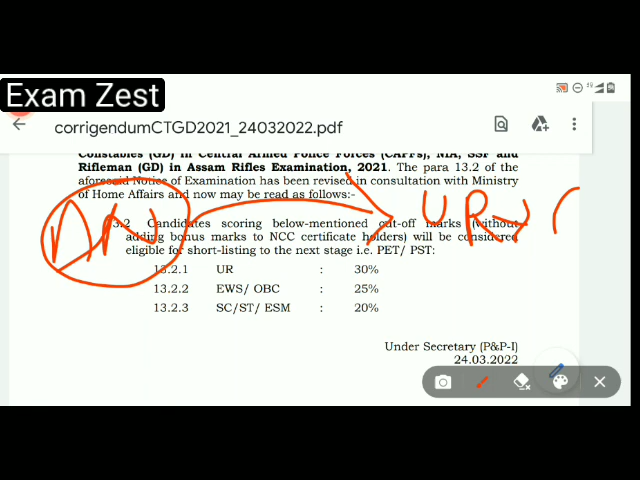 Exam Zest
corrigendumCTGD2021_24032022.pdf
Constables (GD) in Central Armed Police Forces (CAPFs), NIA, SSF and
Rifleman (GD) in Assam Rifles Examination, 2021. The para 13.2 of the
aforesaid Notice of Examination has been revised in consultation with Ministry
of Home Affairs and now may be read as follows:-
13.2 Candidates scoring below-mentioned cut-off marks (without
adding bonus marks to NCC certificate holders) will be considered
eligible for short-listing to the next stage i.e. PET/ PST:
13.2.1 UR : 30%
13.2.2 EWS/ OBC : 25%
13.2.3 SC/ST/ ESM : 20%
Under Secretary (P&P-I)
24.03.2022